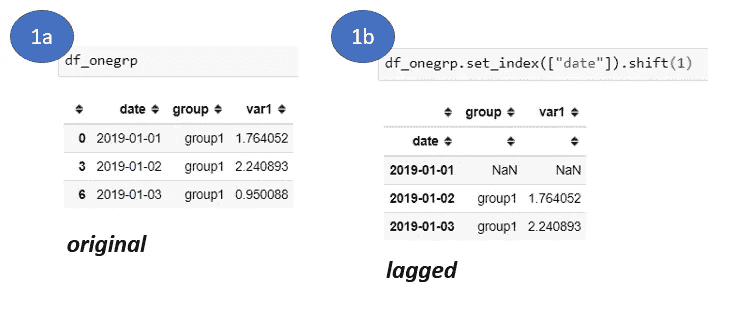 1a
df_onegrp
date group var1
0 2019-01-01 group1 1.764052
3 2019-01-02 group1 2.240893
6 2019-01-03 group1 0.950088
original
1b
df_onegrp.set_index(["date"]).shift(1)
group var1
date
2019-01-01 NaN NaN
2019-01-02 group1 1.764052
2019-01-03 group1 2.240893
lagged